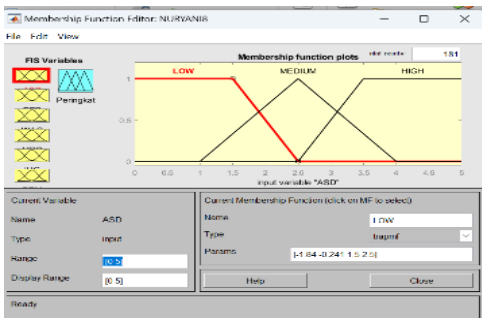 Membership Function Editor: NURYANI8
File Edit View
FIS Variables
Peringkat
Membership function plots
plot points:
181
LOW MEDIUM HIGH
1
0.5
0
0 0.5 1 1.5 2 2.5 3 3.5 4 4.5 5
input variable "ASD"
Current Variable
Name ASD
Type input
Range [0 5]
Display Range [0 5]
Current Membership Function (click on MF to select)
Name LOW
Type trapmf
Params [-1.84 -0.241 1.5 2.5]
Help Close
Ready